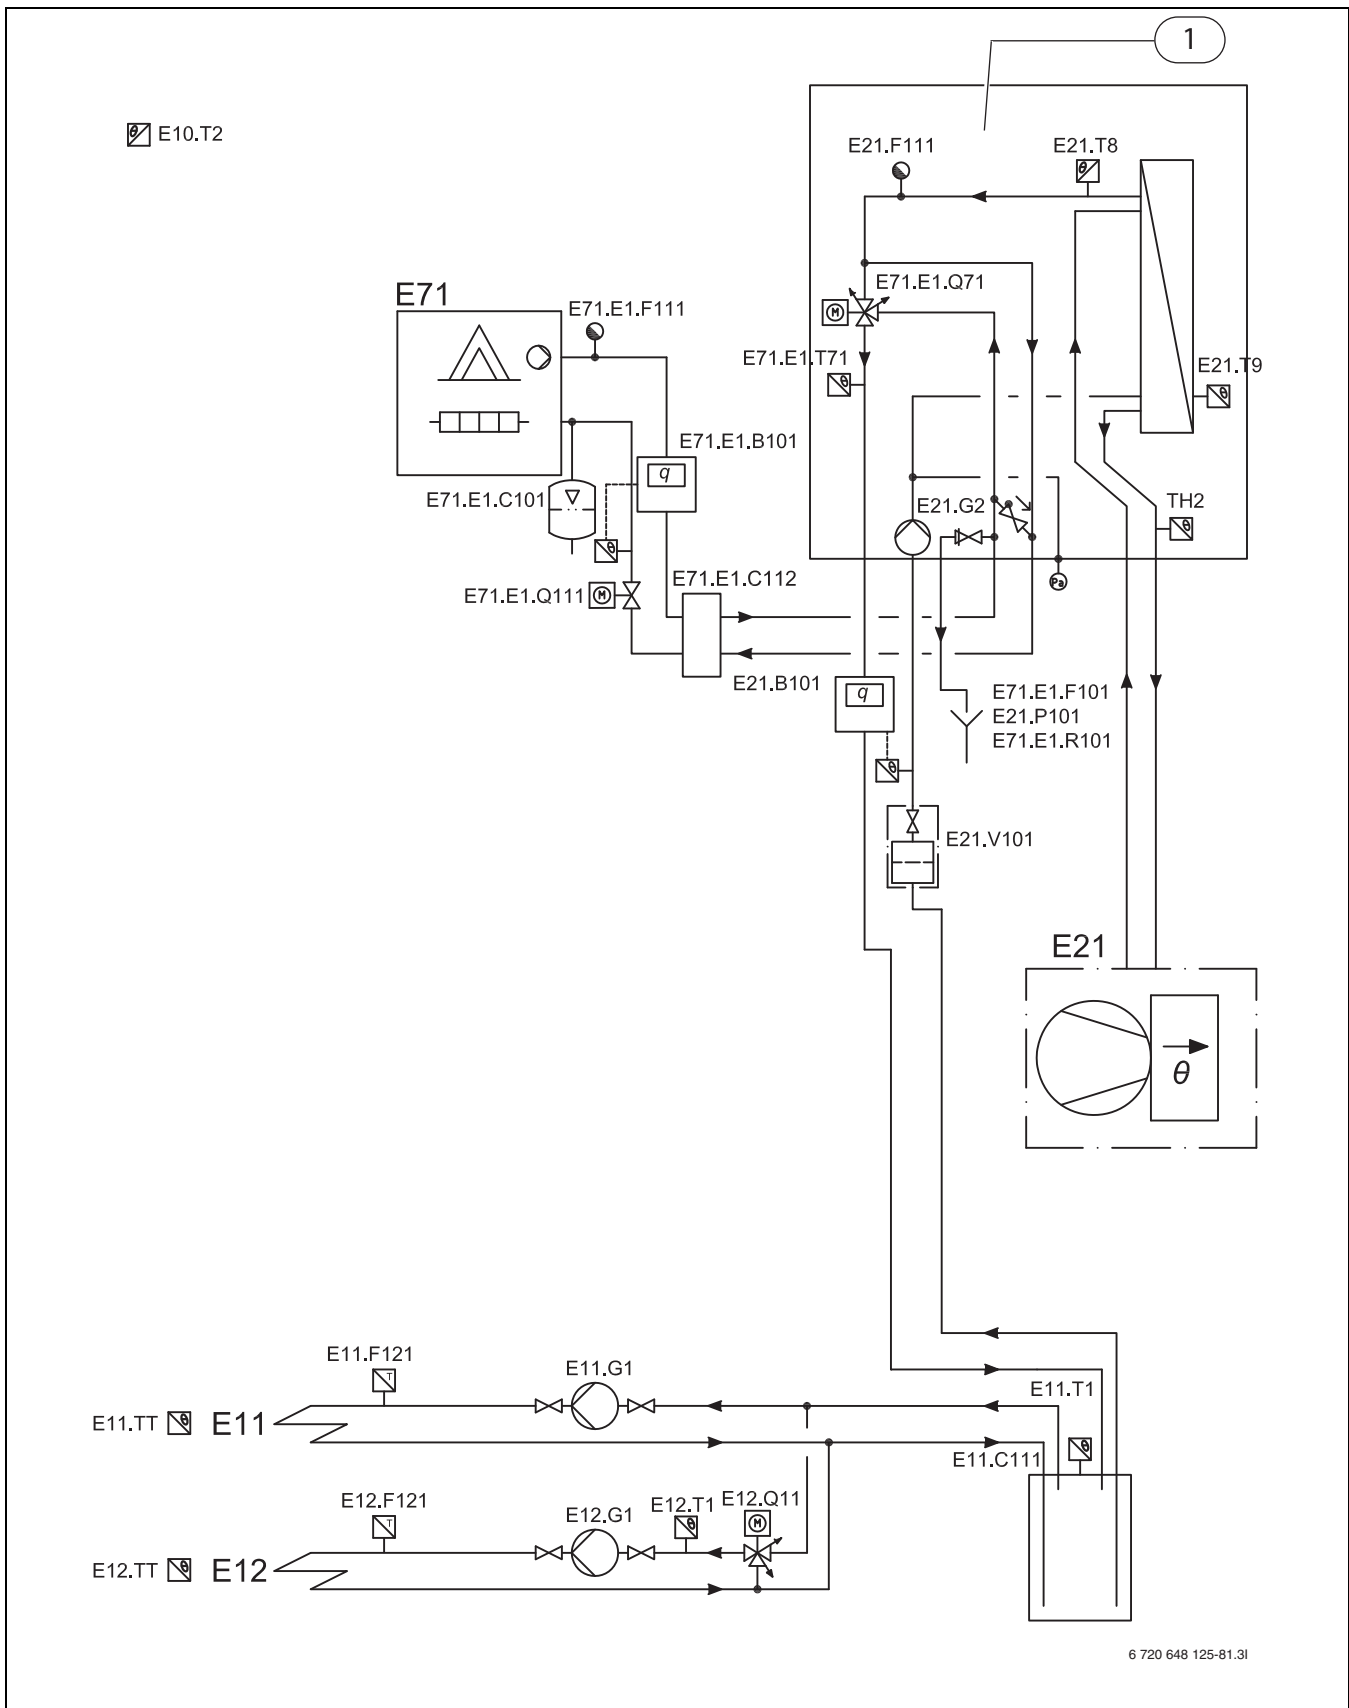 1
E10.T2
E21.F111
E21.T8
θ
θ
E71
E71.E1.F111
E71.E1.Q71
M
E71.E1.T71
θ
E21.T9
θ
E71.E1.B101
q
E71.E1.C101
E21.G2
TH2
θ
θ
E71.E1.C112
Pa
E71.E1.Q111
M
E21.B101
q
E71.E1.F101
E21.P101
E71.E1.R101
θ
E21.V101
E21
θ
E11.F121
T
E11.G1
E11.T1
E11.TT
θ
E11
E11.C111
θ
E12.F121
T
E12.G1
E12.T1
θ
E12.Q11
M
E12.TT
θ
E12
6 720 648 125-81.3I